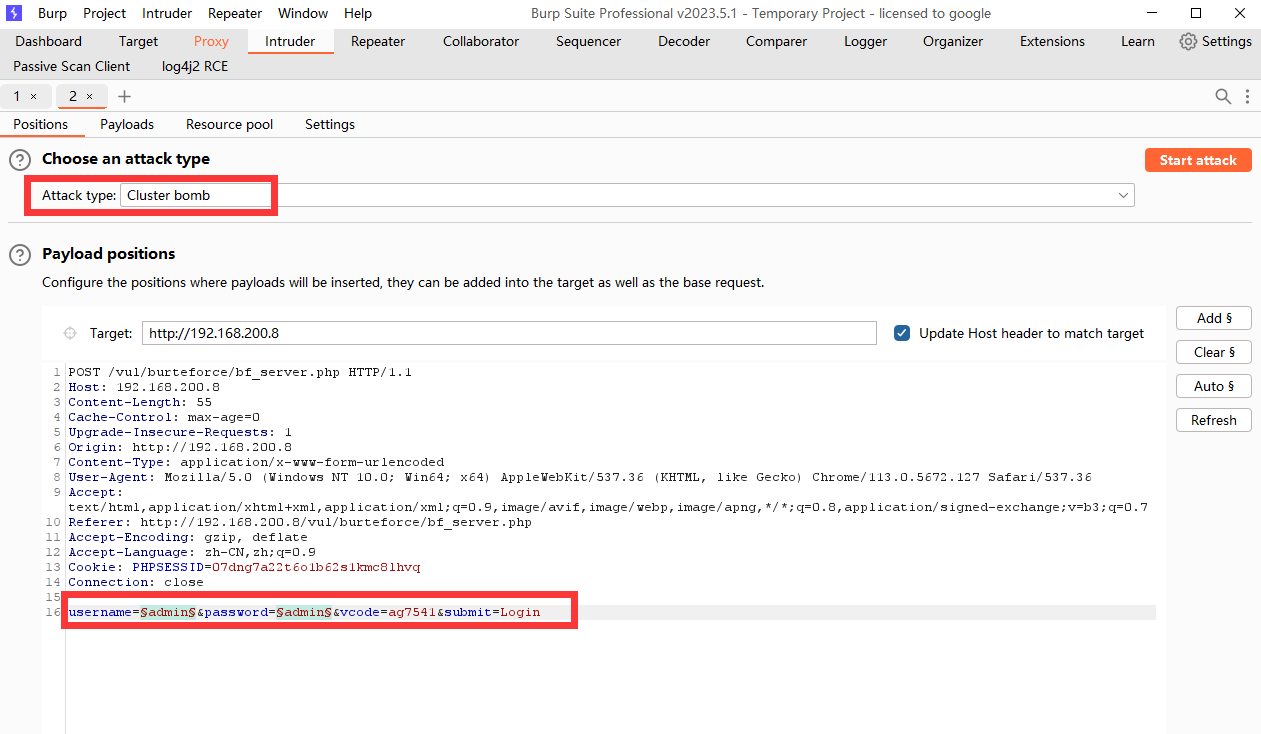 Burp Project Intruder Repeater Window Help Burp Suite Professional v2023.5.1 - Temporary Project - licensed to google
Dashboard Target Proxy Intruder Repeater Collaborator Sequencer Decoder Comparer Logger Organizer Extensions Learn Settings
Passive Scan Client log4j2 RCE
1 × 2 × +
Positions Payloads Resource pool Settings
? Choose an attack type Start attack
Attack type: Cluster bomb
? Payload positions
Configure the positions where payloads will be inserted, they can be added into the target as well as the base request.
Target: http://192.168.200.8 Update Host header to match target
Add §
Clear §
Auto §
Refresh
1 POST /vul/burteforce/bf_server.php HTTP/1.1
2 Host: 192.168.200.8
3 Content-Length: 55
4 Cache-Control: max-age=0
5 Upgrade-Insecure-Requests: 1
6 Origin: http://192.168.200.8
7 Content-Type: application/x-www-form-urlencoded
8 User-Agent: Mozilla/5.0 (Windows NT 10.0; Win64; x64) AppleWebKit/537.36 (KHTML, like Gecko) Chrome/113.0.5672.127 Safari/537.36
9 Accept:
text/html,application/xhtml+xml,application/xml;q=0.9,image/avif,image/webp,image/apng,*/*;q=0.8,application/signed-exchange;v=b3;q=0.7
10 Referer: http://192.168.200.8/vul/burteforce/bf_server.php
11 Accept-Encoding: gzip, deflate
12 Accept-Language: zh-CN,zh;q=0.9
13 Cookie: PHPSESSID=07dng7a22t6o1b62s1kmc81hvq
14 Connection: close
15
16 username=§admin§&password=§admin§&vcode=ag7541&submit=Login